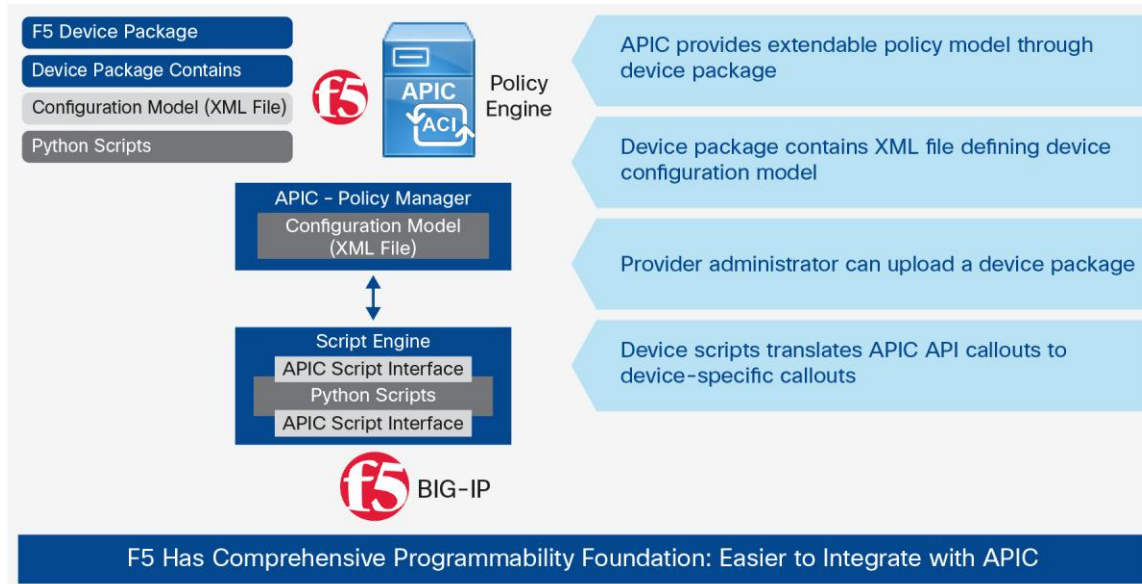 F5 Device Package
Device Package Contains
Configuration Model (XML File)
Python Scripts
f5
APIC
ACI
Policy
Engine
APIC – Policy Manager
Configuration Model
(XML File)
Script Engine
APIC Script Interface
Python Scripts
APIC Script Interface
f5
BIG-IP
APIC provides extendable policy model through
device package
Device package contains XML file defining device
configuration model
Provider administrator can upload a device package
Device scripts translates APIC API callouts to
device-specific callouts
F5 Has Comprehensive Programmability Foundation: Easier to Integrate with APIC